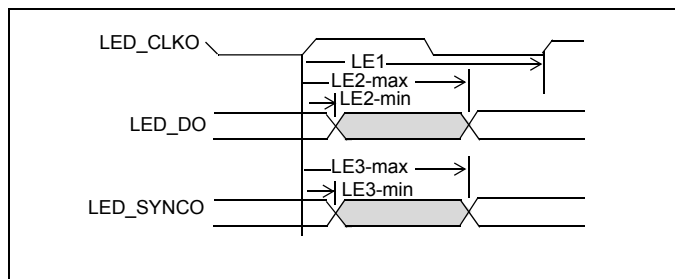 LED_CLKO
LE1
LE2-max
LE2-min
LED_DO
LE3-max
LE3-min
LED_SYNCO